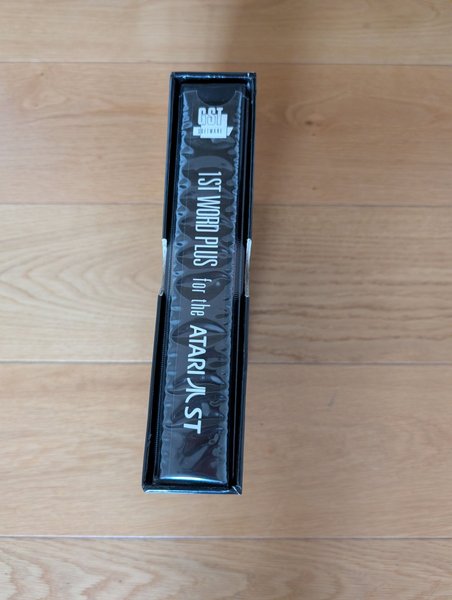 GST
SOFTWARE
1ST WORD PLUS for the ATARI ST